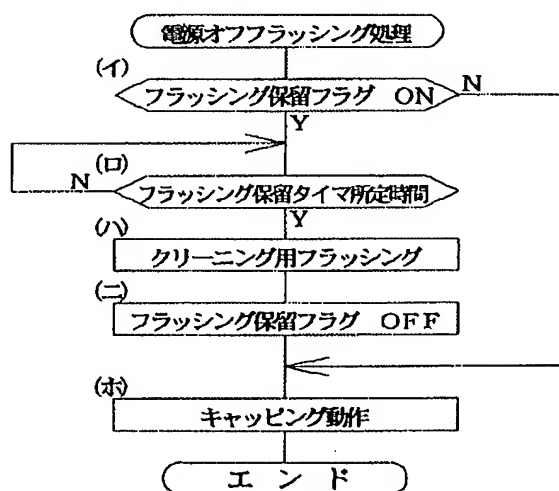 電源オフフラッシング処理
(イ)
フラッシング保留フラグ ON
N
Y
(ロ)
N
フラッシング保留タイマ所定時間
Y
(ハ)
クリーニング用フラッシング
(ニ)
フラッシング保留フラグ OFF
(ホ)
キャッピング動作
エンド